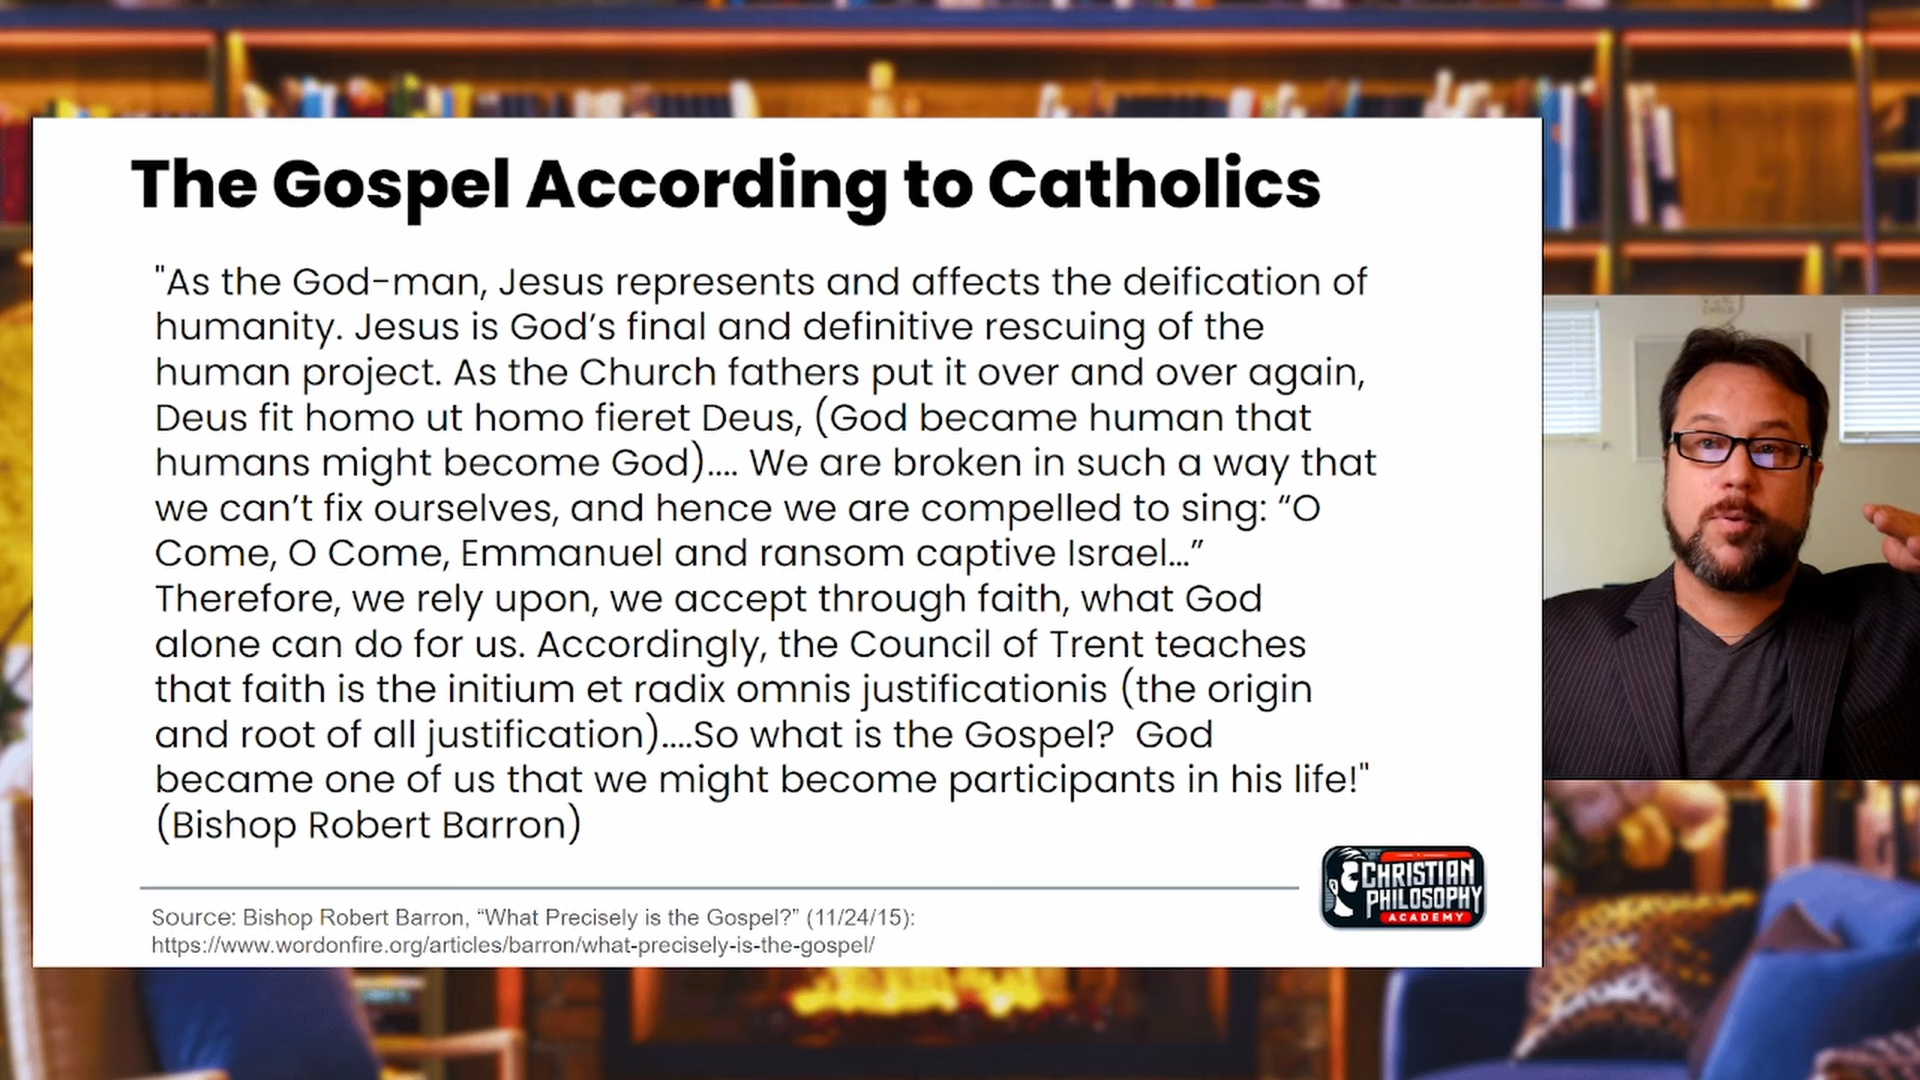 The Gospel According to Catholics
"As the God-man, Jesus represents and affects the deification of
humanity. Jesus is God’s final and definitive rescuing of the
human project. As the Church fathers put it over and over again,
Deus fit homo ut homo fieret Deus, (God became human that
humans might become God).... We are broken in such a way that
we can’t fix ourselves, and hence we are compelled to sing: “O
Come, O Come, Emmanuel and ransom captive Israel...”
Therefore, we rely upon, we accept through faith, what God
alone can do for us. Accordingly, the Council of Trent teaches
that faith is the initium et radix omnis justificationis (the origin
and root of all justification)....So what is the Gospel?  God
became one of us that we might become participants in his life!"
(Bishop Robert Barron)
CHRISTIAN
PHILOSOPHY
ACADEMY
Source: Bishop Robert Barron, “What Precisely is the Gospel?” (11/24/15):
https://www.wordonfire.org/articles/barron/what-precisely-is-the-gospel/